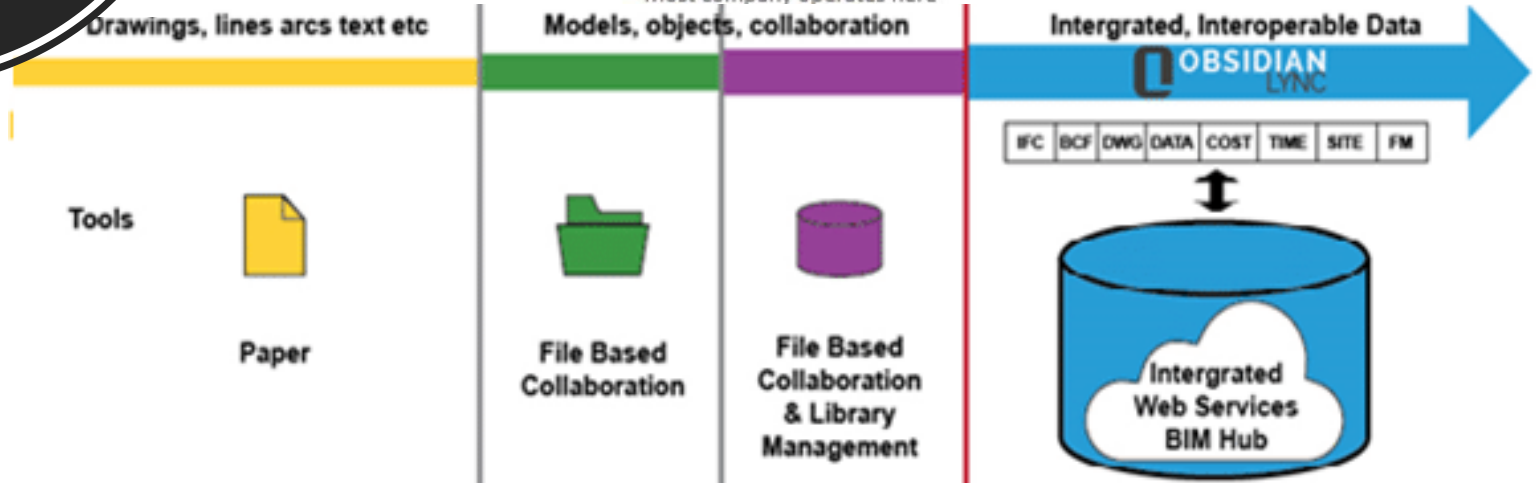 Drawings, lines arcs text etc
Models, objects, collaboration
Intergrated, Interoperable Data
OBSIDIAN
LYNC
IFC BCF DWG DATA COST TIME SITE FM
Tools
Paper
File Based
Collaboration
File Based
Collaboration
& Library
Management
Intergrated
Web Services
BIM Hub